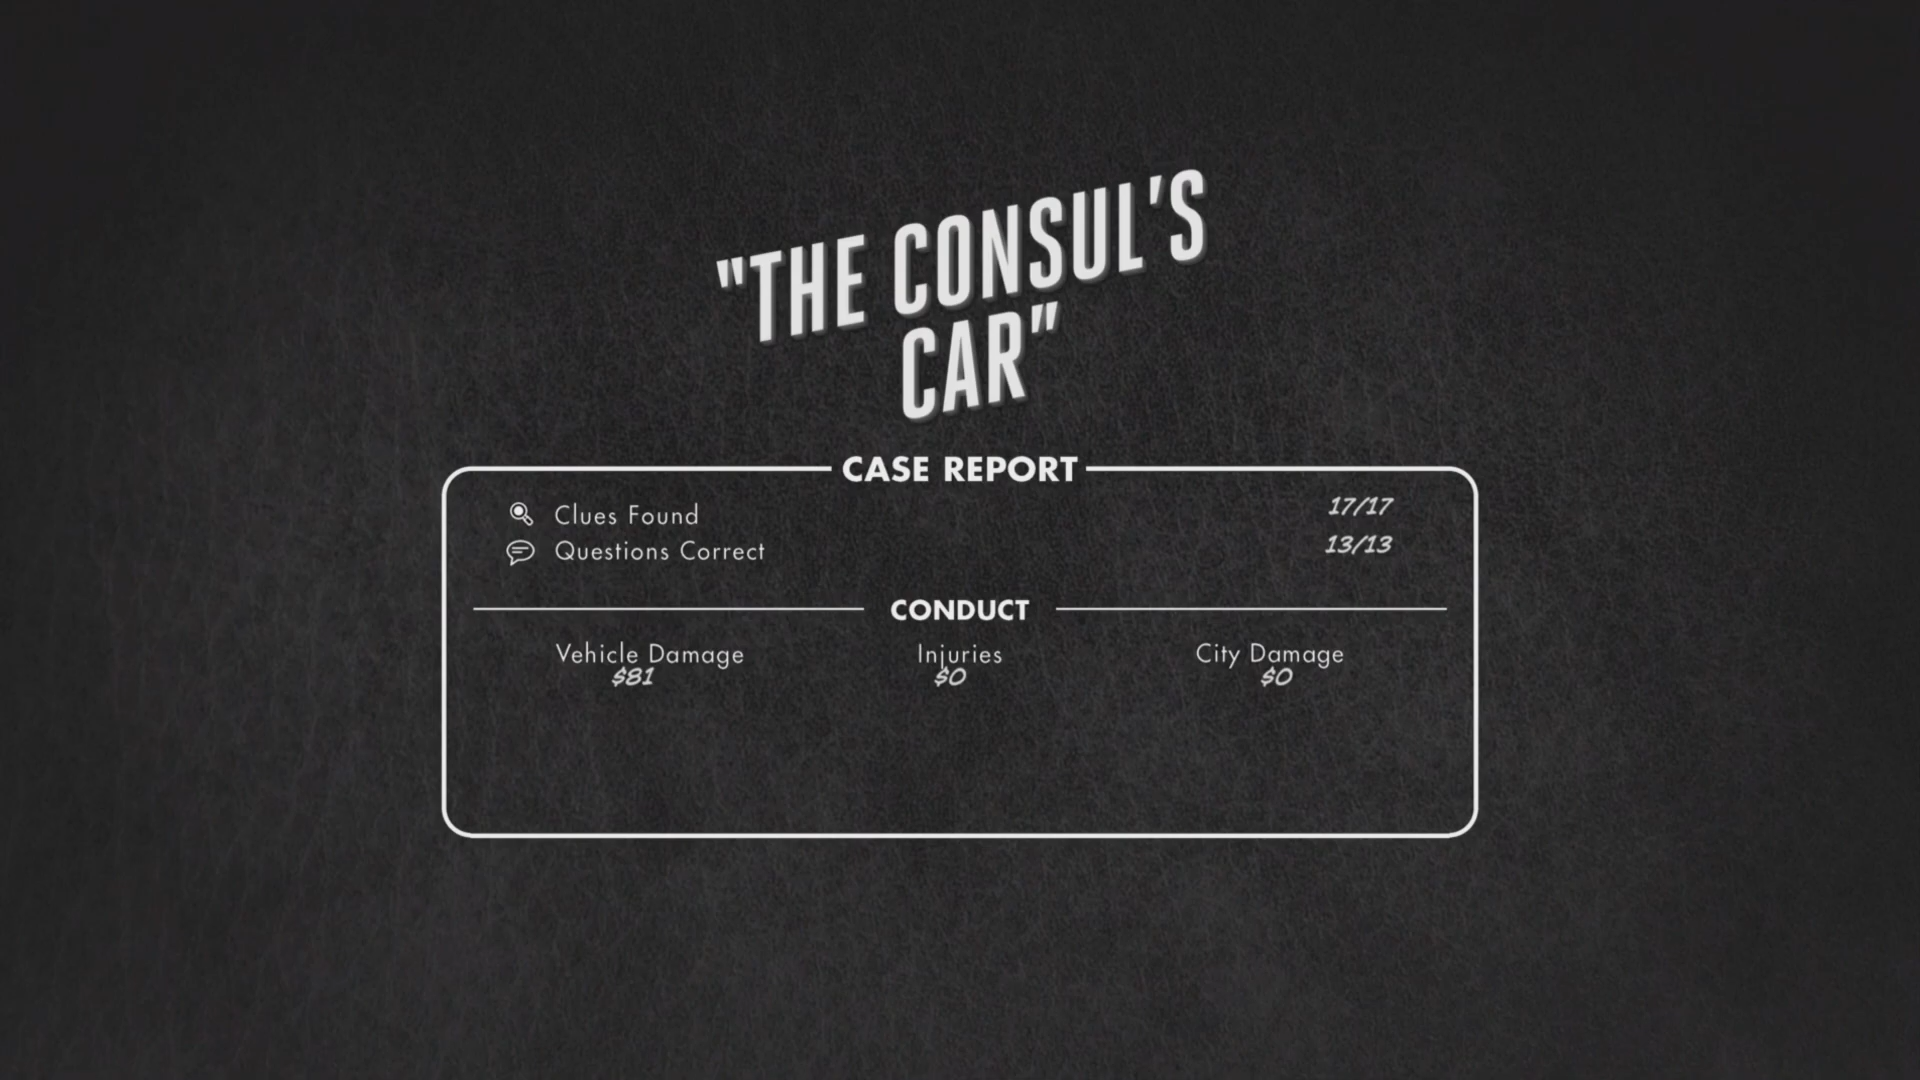 "THE CONSUL'S
CAR"
CASE REPORT
Clues Found 17/17
Questions Correct 13/13
CONDUCT
Vehicle Damage Injuries City Damage
$81 $0 $0